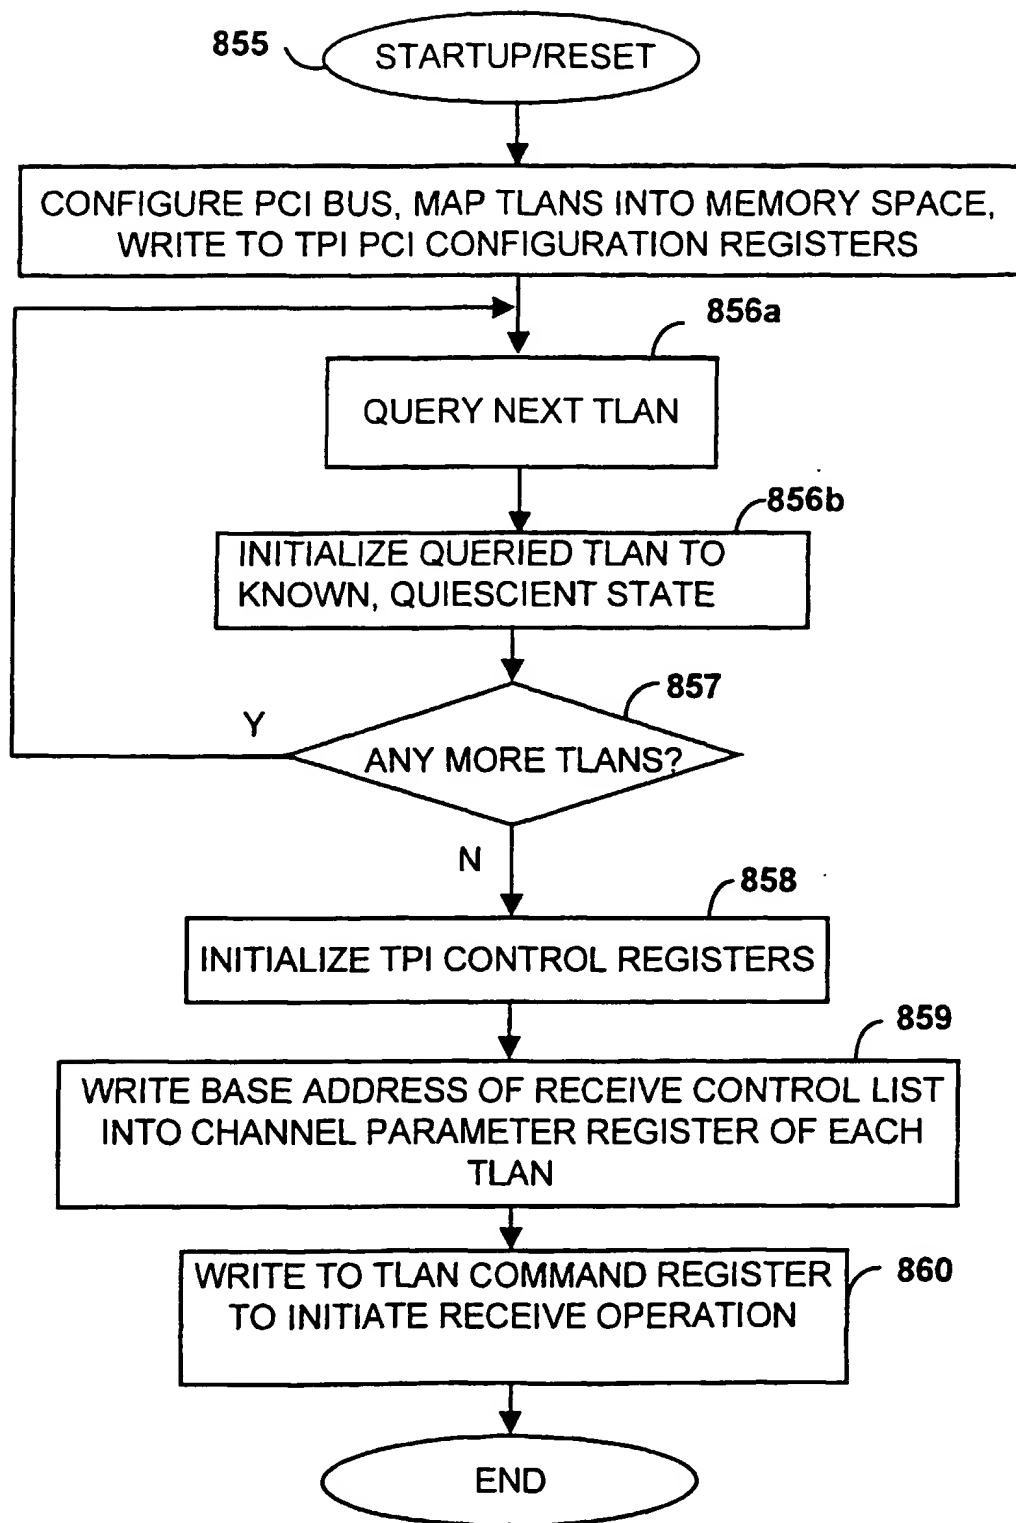 855
STARTUP/RESET
CONFIGURE PCI BUS, MAP TLANS INTO MEMORY SPACE,
WRITE TO TPI PCI CONFIGURATION REGISTERS
856a
QUERY NEXT TLAN
856b
INITIALIZE QUERIED TLAN TO
KNOWN, QUIESCIENT STATE
857
Y
ANY MORE TLANS?
N
858
INITIALIZE TPI CONTROL REGISTERS
859
WRITE BASE ADDRESS OF RECEIVE CONTROL LIST
INTO CHANNEL PARAMETER REGISTER OF EACH
TLAN
WRITE TO TLAN COMMAND REGISTER
860
TO INITIATE RECEIVE OPERATION
END